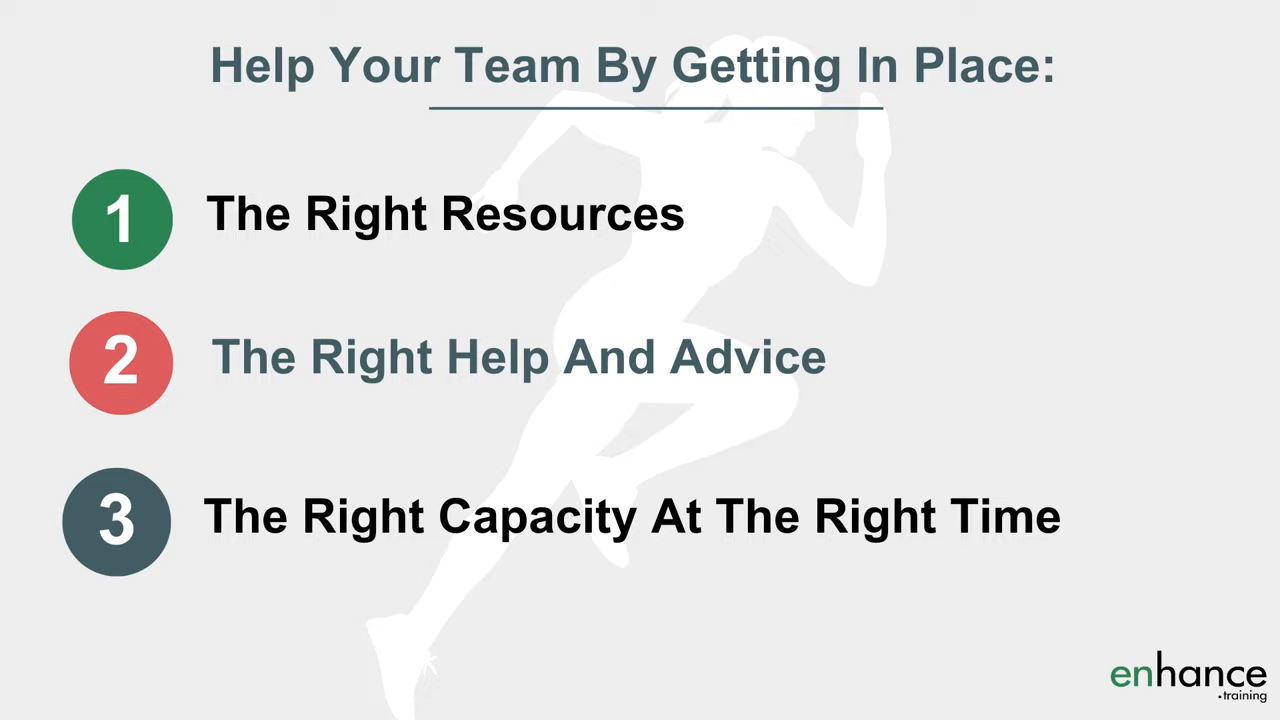 Help Your Team By Getting In Place:
1 The Right Resources
2 The Right Help And Advice
3 The Right Capacity At The Right Time
enhance
.training